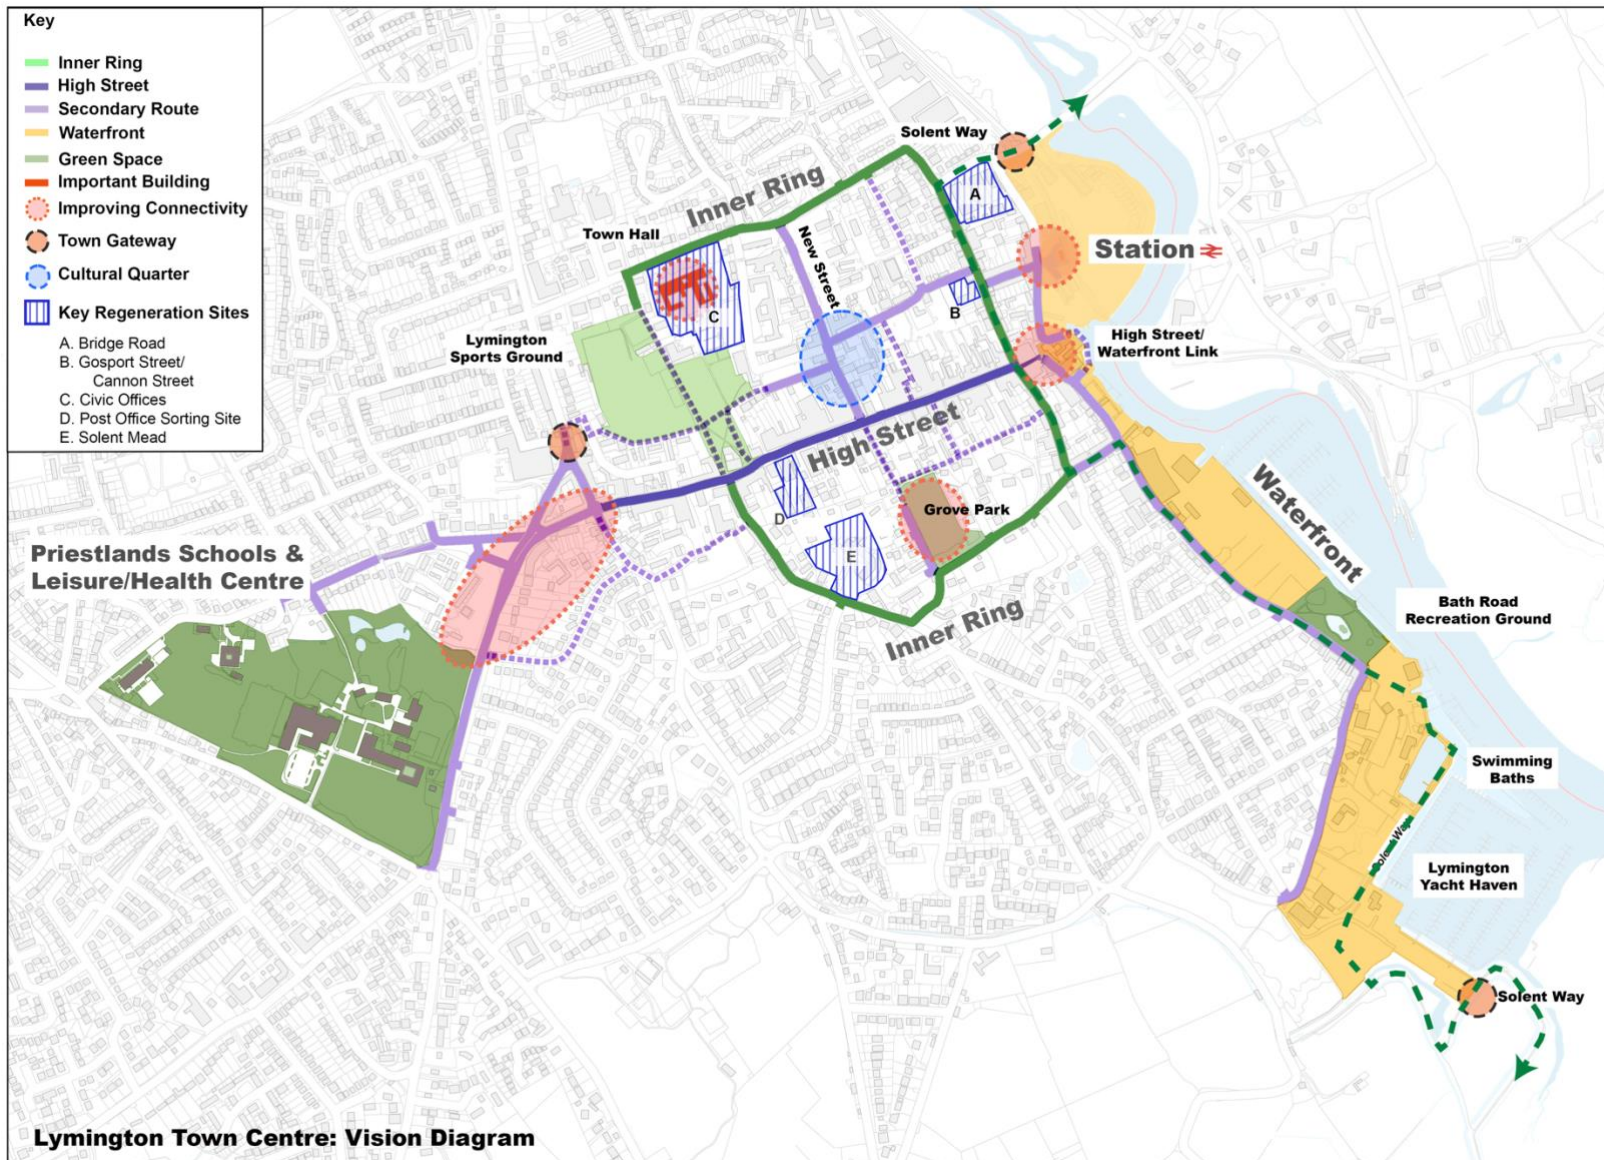 Key
Inner Ring
High Street
Secondary Route
Waterfront
Green Space
Important Building
Improving Connectivity
Town Gateway
Cultural Quarter
Key Regeneration Sites
A. Bridge Road
B. Gosport Street/
Cannon Street
C. Civic Offices
D. Post Office Sorting Site
E. Solent Mead
Solent Way
Inner Ring
A
Town Hall
New Street
Station
B
C
Lymington
Sports Ground
High Street/
Waterfront Link
High Street
D
Grove Park
E
Waterfront
Priestlands Schools &
Leisure/Health Centre
Inner Ring
Bath Road
Recreation Ground
Swimming
Baths
Solent Way
Lymington
Yacht Haven
Solent Way
Lymington Town Centre: Vision Diagram